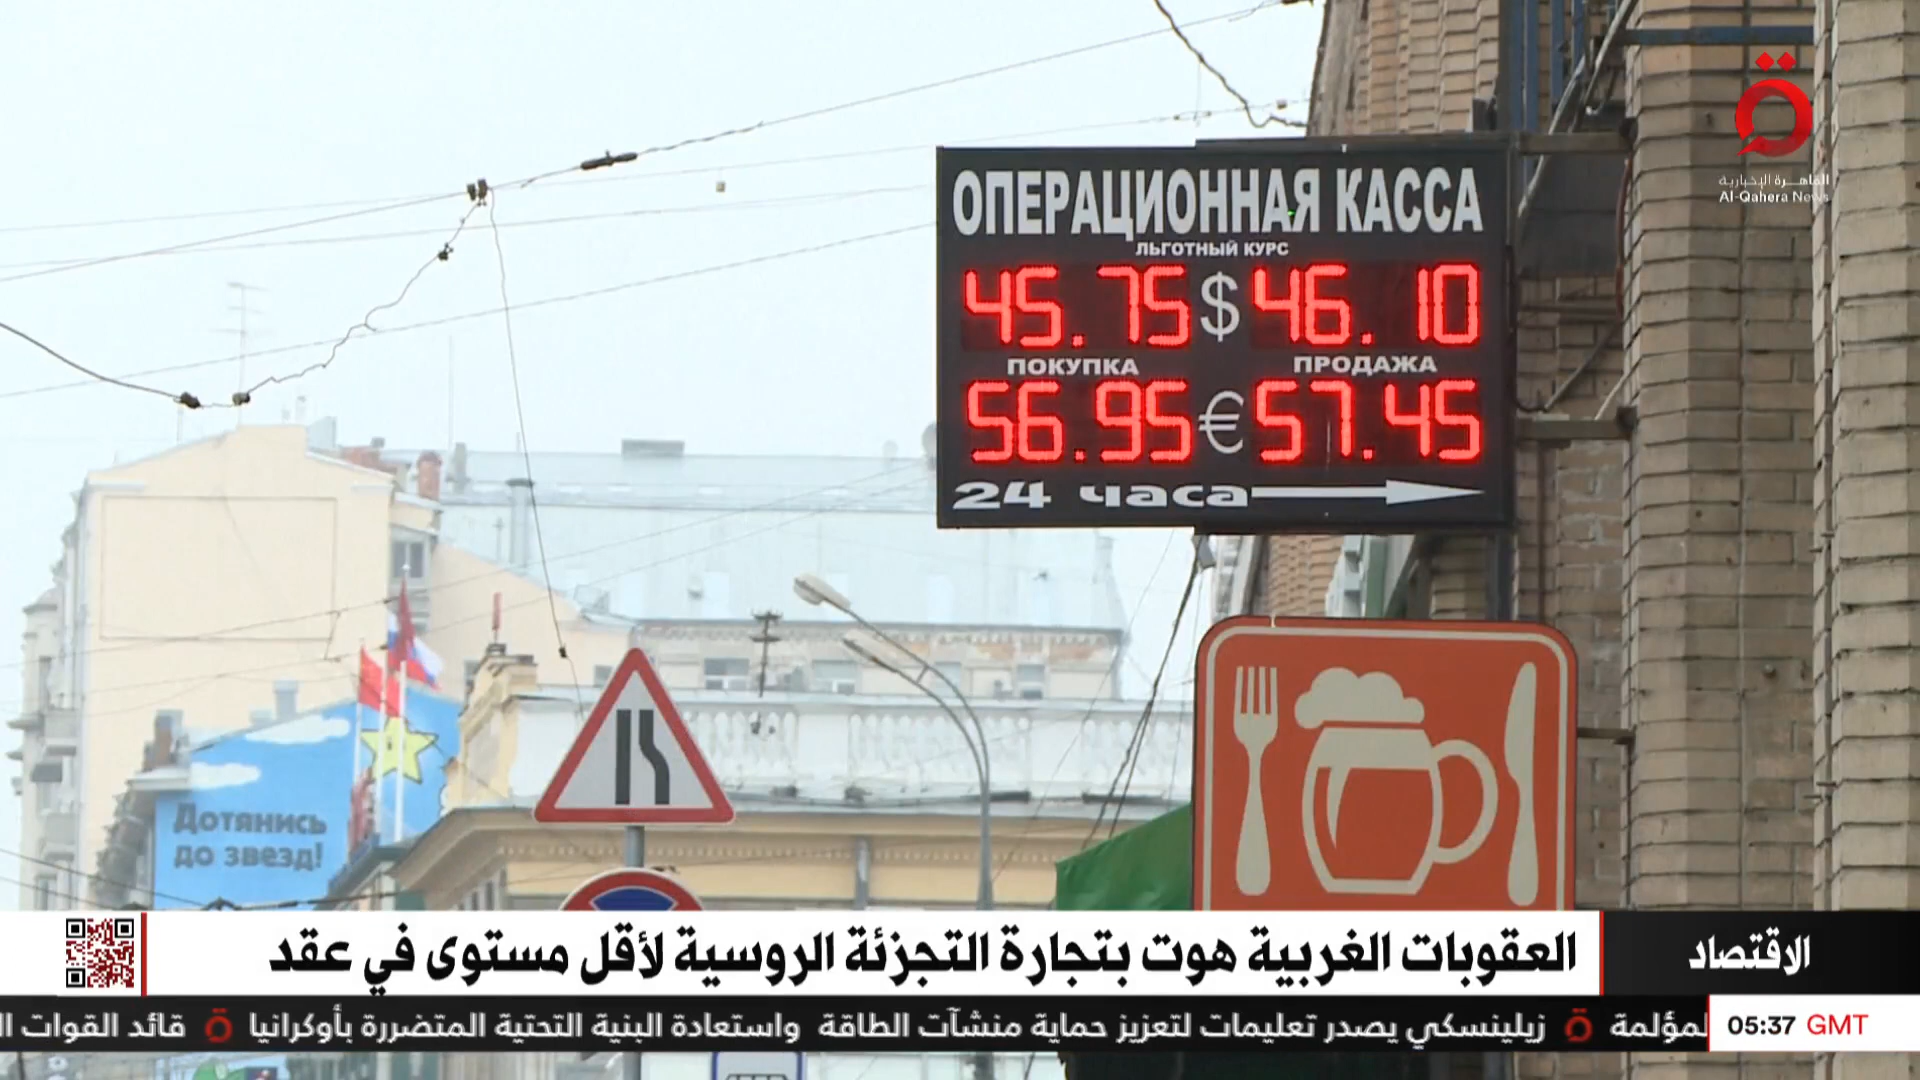 القاهرة الإخبارية
Al-Qahera News
ОПЕРАЦИОННАЯ КАССА
ЛЬГОТНЫЙ КУРС
45.75 $ 46.10
ПОКУПКА ПРОДАЖА
56.95 € 57.45
24 часа
Дотянись
до звезд!
الاقتصاد
العقوبات الغربية هوت بتجارة التجزئة الروسية لأقل مستوى في عقد
زيلينسكي يصدر تعليمات لتعزيز حماية منشآت الطاقة واستعادة البنية التحتية المتضررة بأوكرانيا قائد القوات
05:37 GMT